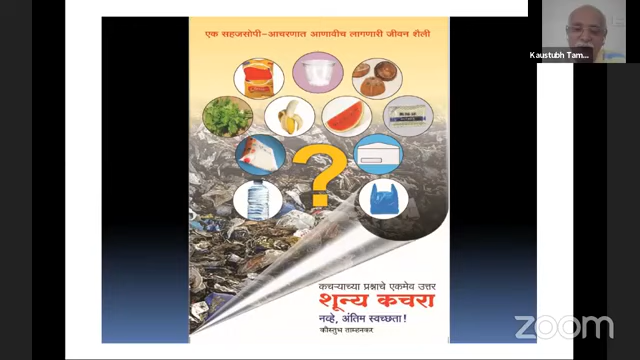 एक सहजसोपी-आचरणात आणावीच लागणारी जीवन शैली
Kaustubh Tam...
?
कचऱ्याच्या प्रश्नाचे एकमेव उत्तर
शून्य कचरा
नव्हे, अंतिम स्वच्छता!
कौस्तुभ ताम्हनकर
zoom